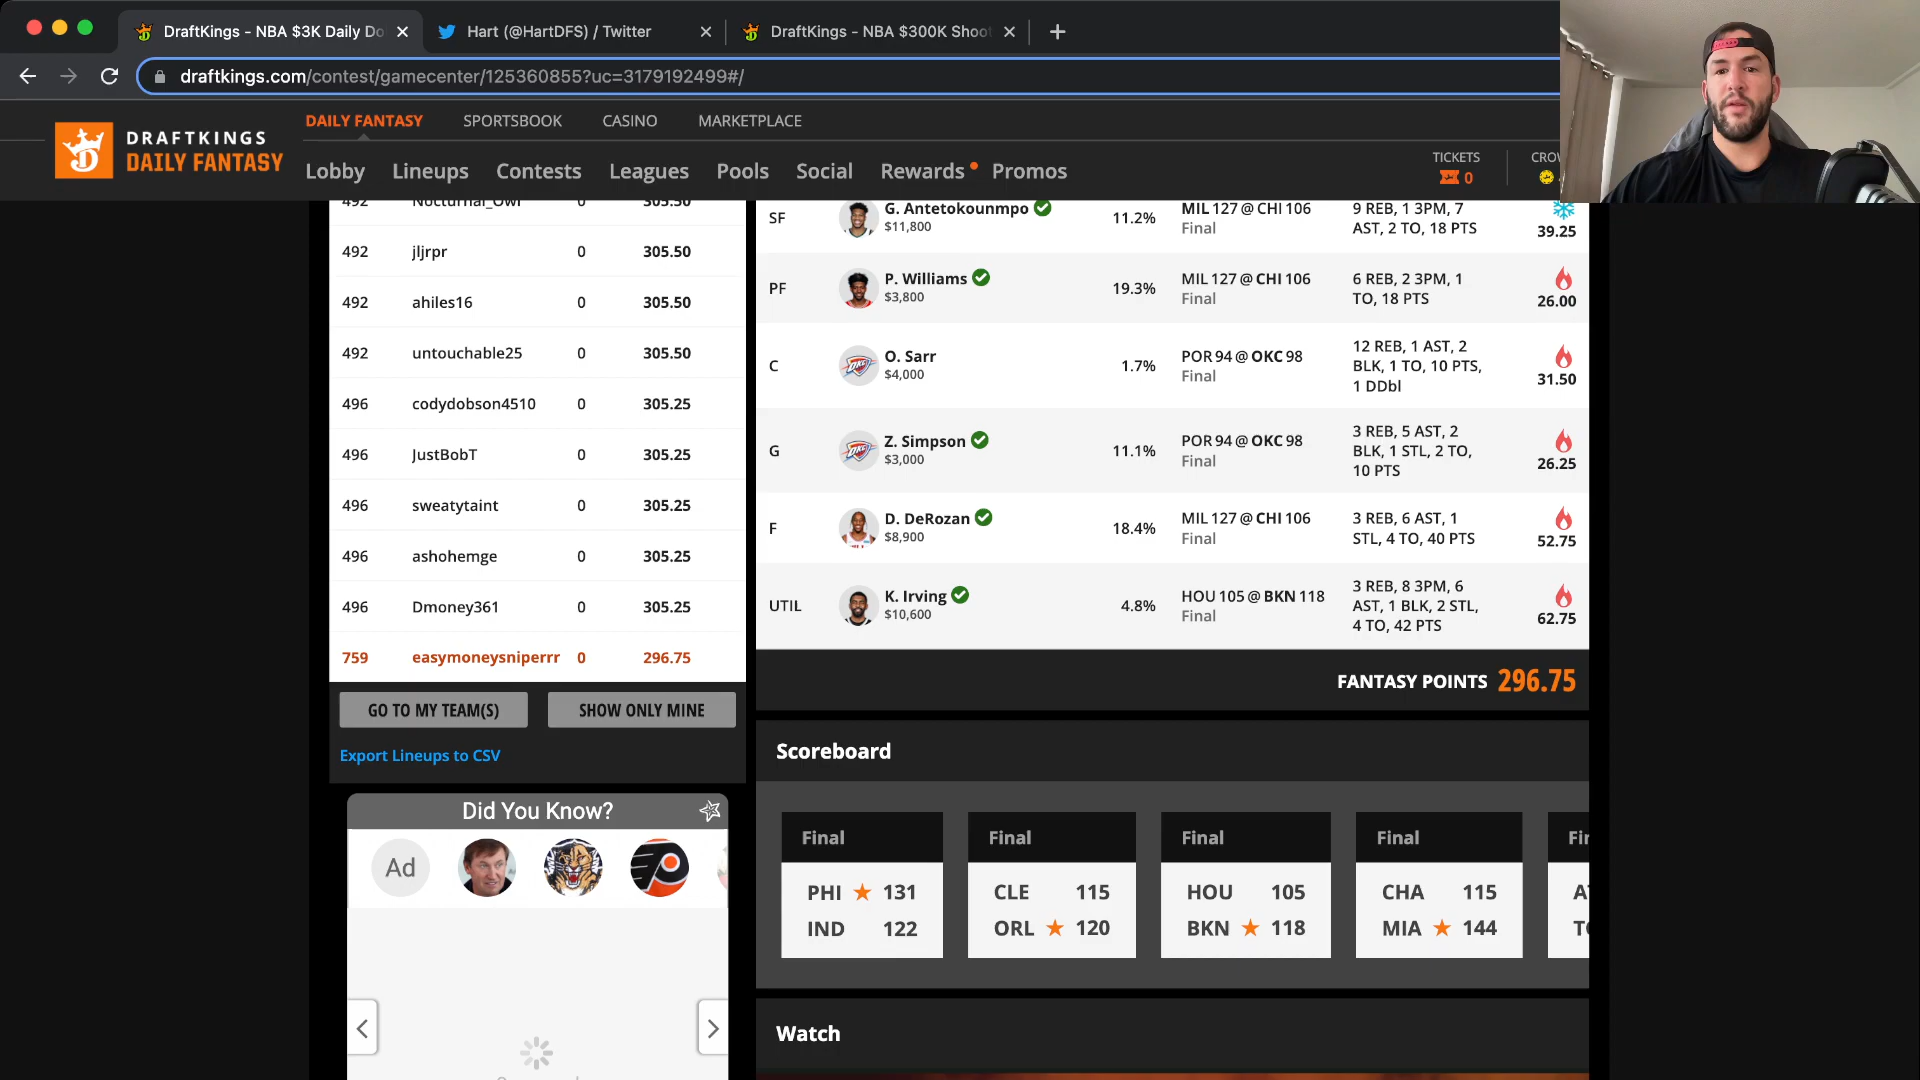 DraftKings - NBA $3K Daily Do
Hart (@HartDFS) / Twitter
DraftKings - NBA $300K Shoot
draftkings.com/contest/gamecenter/125360855?uc=3179192499#/
DRAFTKINGS
DAILY FANTASY
DAILY FANTASY SPORTSBOOK CASINO MARKETPLACE
Lobby Lineups Contests Leagues Pools Social Rewards Promos
TICKETS
0
CROW
492 Nocturnal_Owl 0 305.50
492 jljrpr 0 305.50
492 ahiles16 0 305.50
492 untouchable25 0 305.50
496 codydobson4510 0 305.25
496 JustBobT 0 305.25
496 sweatytaint 0 305.25
496 ashohemge 0 305.25
496 Dmoney361 0 305.25
759 easymoneysniperrr 0 296.75
GO TO MY TEAM(S)
SHOW ONLY MINE
Export Lineups to CSV
Did You Know?
Ad
SF G. Antetokounmpo $11,800 11.2% MIL 127 @ CHI 106 Final 9 REB, 1 3PM, 7 AST, 2 TO, 18 PTS 39.25
PF P. Williams $3,800 19.3% MIL 127 @ CHI 106 Final 6 REB, 2 3PM, 1 TO, 18 PTS 26.00
C O. Sarr $4,000 1.7% POR 94 @ OKC 98 Final 12 REB, 1 AST, 2 BLK, 1 TO, 10 PTS, 1 DDbl 31.50
G Z. Simpson $3,000 11.1% POR 94 @ OKC 98 Final 3 REB, 5 AST, 2 BLK, 1 STL, 2 TO, 10 PTS 26.25
F D. DeRozan $8,900 18.4% MIL 127 @ CHI 106 Final 3 REB, 6 AST, 1 STL, 4 TO, 40 PTS 52.75
UTIL K. Irving $10,600 4.8% HOU 105 @ BKN 118 Final 3 REB, 8 3PM, 6 AST, 1 BLK, 2 STL, 4 TO, 42 PTS 62.75
FANTASY POINTS 296.75
Scoreboard
Final
PHI 131
IND 122
Final
CLE 115
ORL 120
Final
HOU 105
BKN 118
Final
CHA 115
MIA 144
Watch